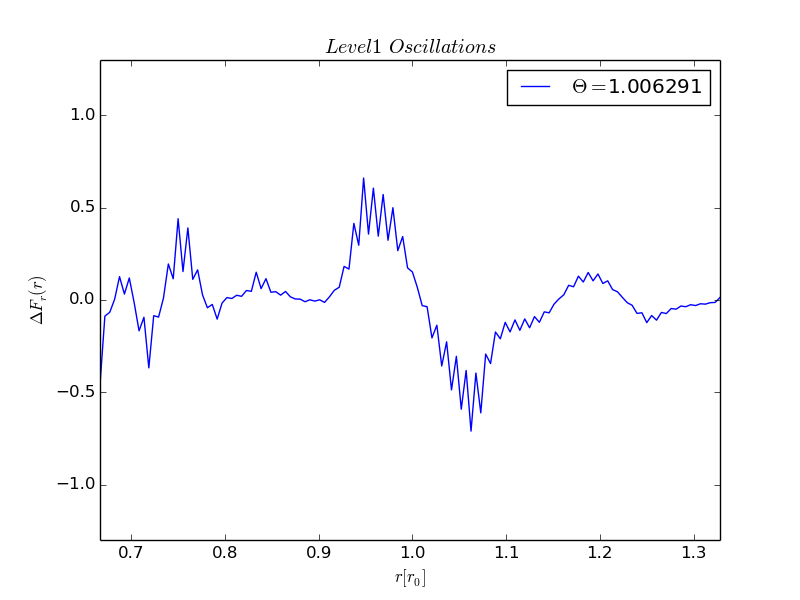 Level1 Oscillations
Θ =1.006291
1.0
0.5
0.0
−0.5
−1.0
ΔF_r(r)
0.7 0.8 0.9 1.0 1.1 1.2 1.3
r[r_0]